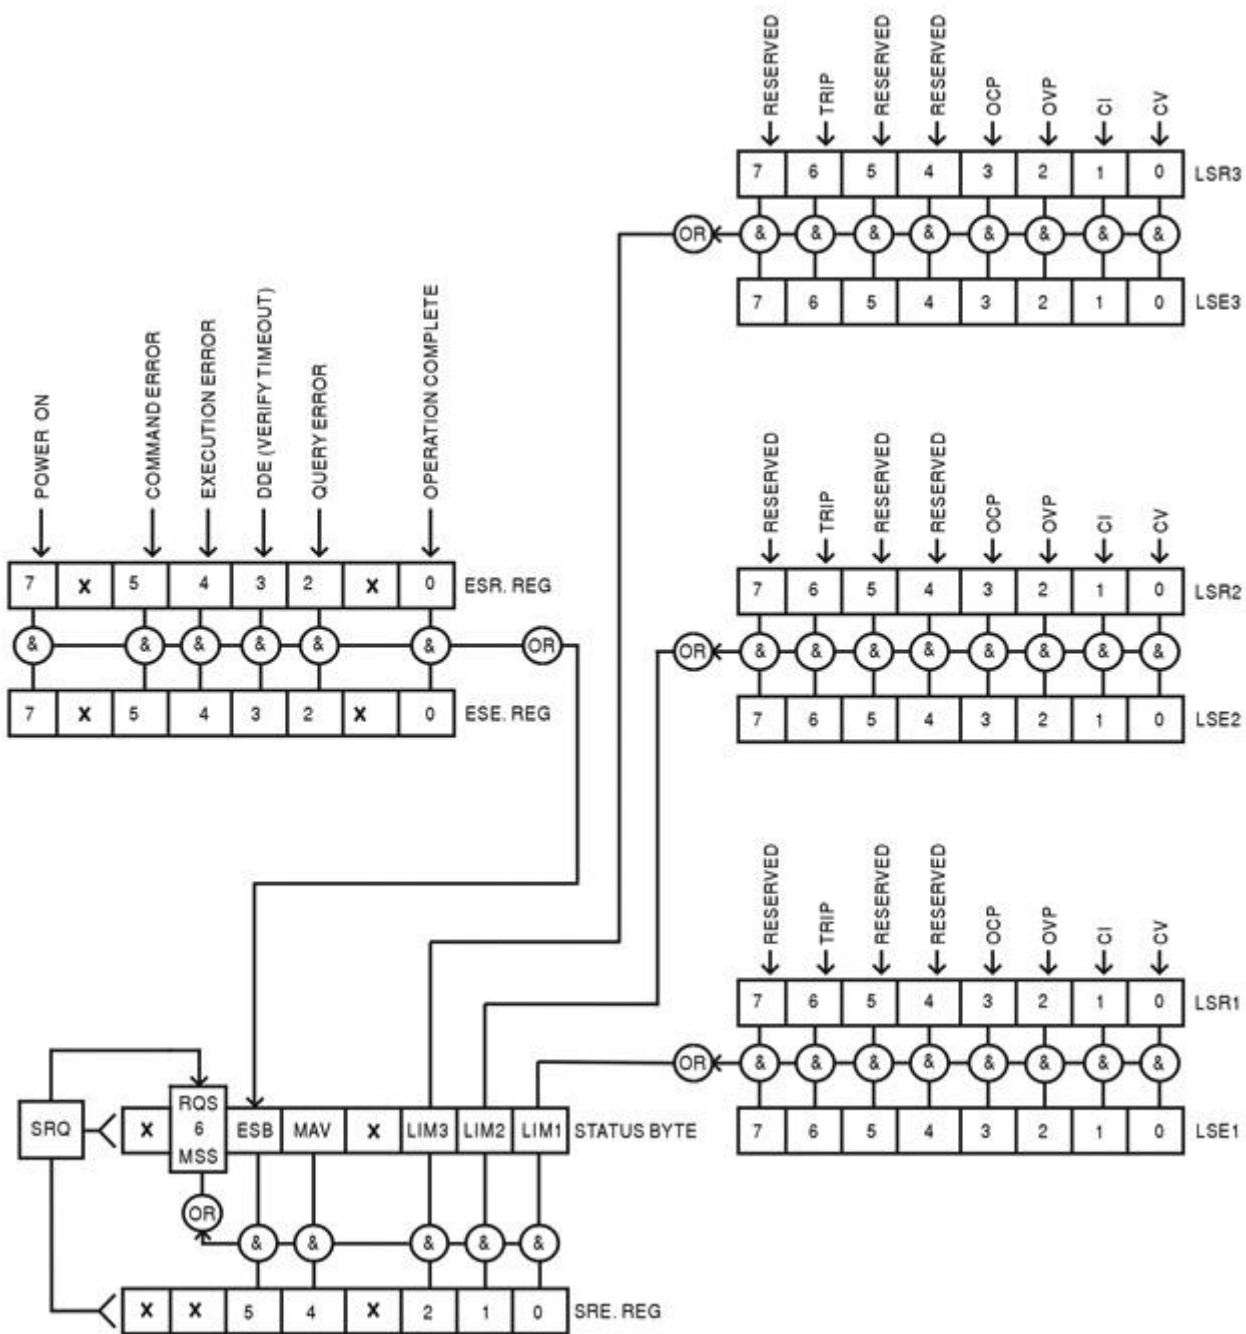 RESERVED
TRIP
RESERVED
RESERVED
OCP
OVP
CI
CV
7 6 5 4 3 2 1 0 LSR3
OR & & & & & & & &
7 6 5 4 3 2 1 0 LSE3
POWER ON
COMMAND ERROR
EXECUTION ERROR
DDE (VERIFY TIMEOUT)
QUERY ERROR
OPERATION COMPLETE
7 X 5 4 3 2 X 0 ESR. REG
& & & & & & OR
7 X 5 4 3 2 X 0 ESE. REG
RESERVED
TRIP
RESERVED
RESERVED
OCP
OVP
CI
CV
7 6 5 4 3 2 1 0 LSR2
OR & & & & & & & &
7 6 5 4 3 2 1 0 LSE2
RESERVED
TRIP
RESERVED
RESERVED
OCP
OVP
CI
CV
7 6 5 4 3 2 1 0 LSR1
OR & & & & & & & &
7 6 5 4 3 2 1 0 LSE1
SRQ
X
RQS
6
MSS
ESB MAV X LIM3 LIM2 LIM1 STATUS BYTE
OR
& & & & &
X X 5 4 X 2 1 0 SRE. REG